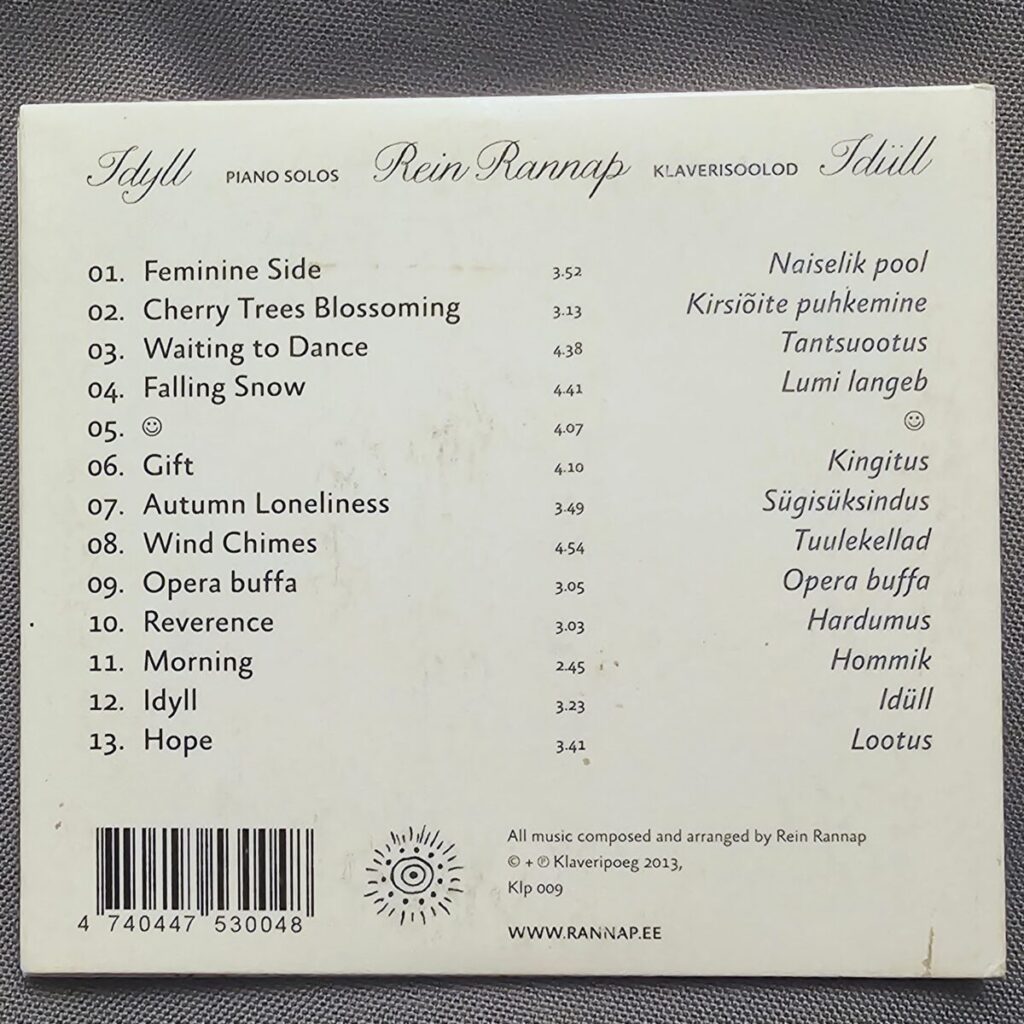 Idyll PIANO SOLOS Rein Rannap KLAVERISOOLOD Idüll
01. Feminine Side 3.52 Naiselik pool
02. Cherry Trees Blossoming 3.13 Kirsiõite puhkemine
03. Waiting to Dance 4.38 Tantsuootus
04. Falling Snow 4.41 Lumi langeb
05. ☺ 4.07 ☺
06. Gift 4.10 Kingitus
07. Autumn Loneliness 3.49 Sügisüksindus
08. Wind Chimes 4.54 Tuulekellad
09. Opera buffa 3.05 Opera buffa
10. Reverence 3.03 Hardumus
11. Morning 2.45 Hommik
12. Idyll 3.23 Idüll
13. Hope 3.41 Lootus
All music composed and arranged by Rein Rannap
© + ℗ Klaveripoeg 2013,
Klp 009
WWW.RANNAP.EE
4 740447 530048